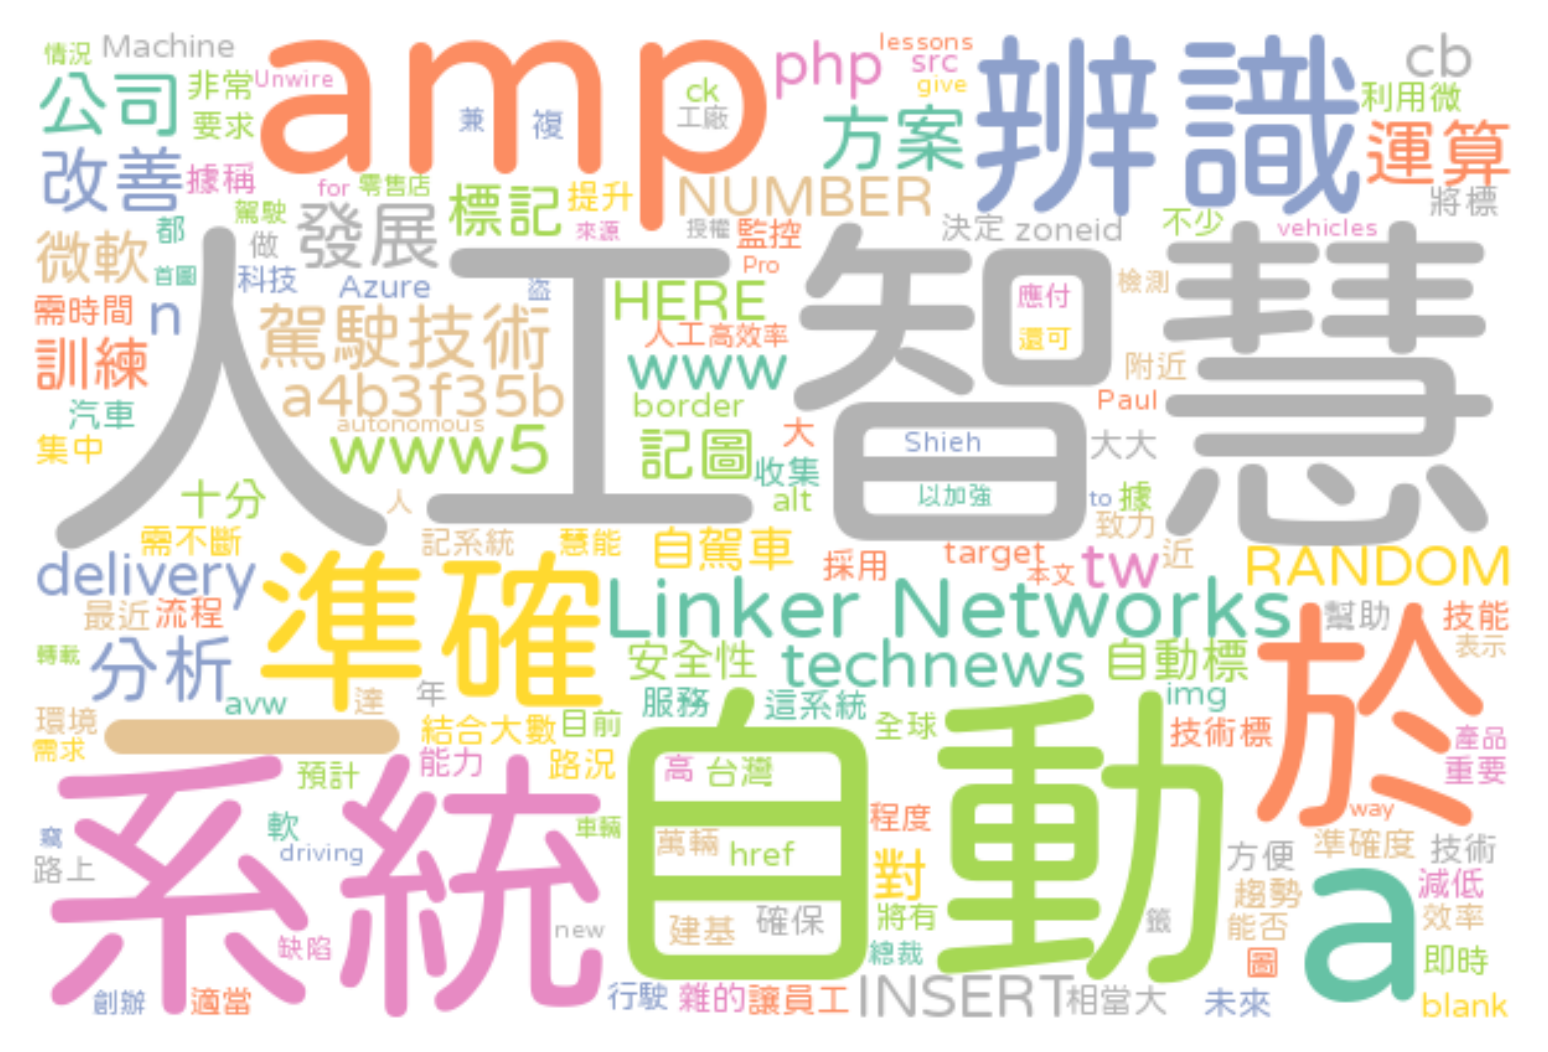 情況
Machine
公司
非常
Unwire
要求
amp
兼
複
ck
工廠
php
lessons
src
give
辨識
cb
利用微
方案
運算
改善
據稱
for
零售店
標記
提升
NUMBER
將標
駕駛
發展
來源
授權
監控
決定
zoneid
不少
vehicles
微軟
都
做
首圖
科技
Azure
盜
Pro
人工智慧
HERE
應付
檢測
需時間
n
駕駛技術
人工高效率
還可
訓練
www
附近
a4b3f35b
border
Paul
汽車
autonomous
www5
記圖
大
Shieh
大大
集中
收集
十分
人
alt
以加強
to
據
致力
需不斷
記系統
慧能
自駕車
採用
target
本文
tw
近
RANDOM
delivery
準確
Linker Networks
最近
流程
幫助
技能
轉載
分析
安全性
technews
自動標
於
表示
avw
達
年
服務
這系統
img
環境
一
結合大數
目前
全球
技術標
產品
需求
預計
能力
路況
自動
高
台灣
重要
系統
竊
軟
車輛
萬輛
href
程度
way
路上
driving
對
方便
準確度
技術
趨勢
a
減低
缺陷
new
建基
確保
將有
籤
能否
效率
總裁
圖
即時
創辦
適當
行駛
雜的
讓員工
INSERT
相當大
未來
blank